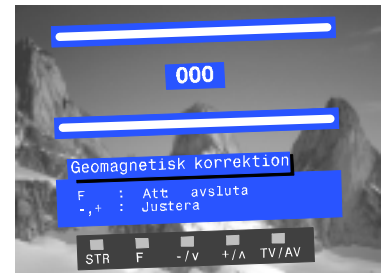 000
Geomagnetisk korrektion
F : Att avsluta
-,+ : Justera
STR F -/v +/ʌ TV/AV